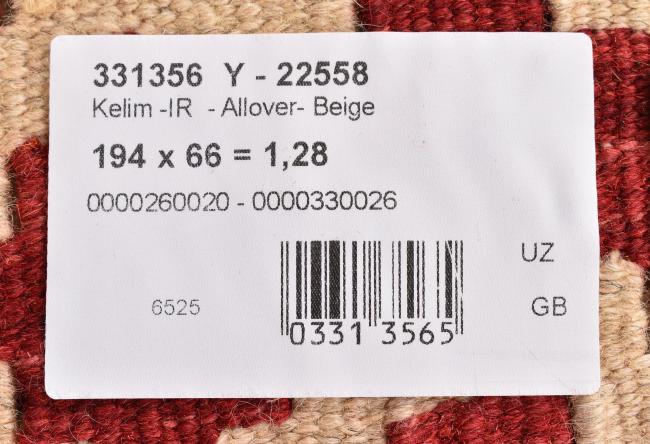 331356 Y - 22558
Kelim -IR - Allover- Beige
194 x 66 = 1,28
0000260020 - 0000330026
UZ
6525
GB
0331 3565